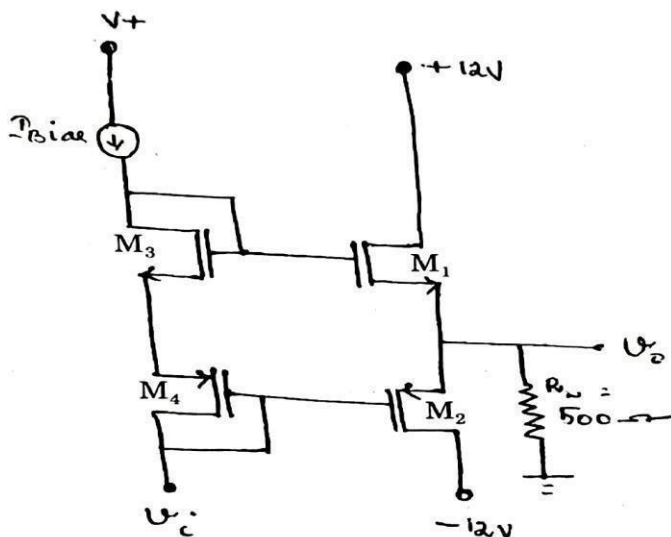 V+
+12V
IBias
M3
M1
M4
M2
Vo
RL =
500 Ω
Vi
-12V